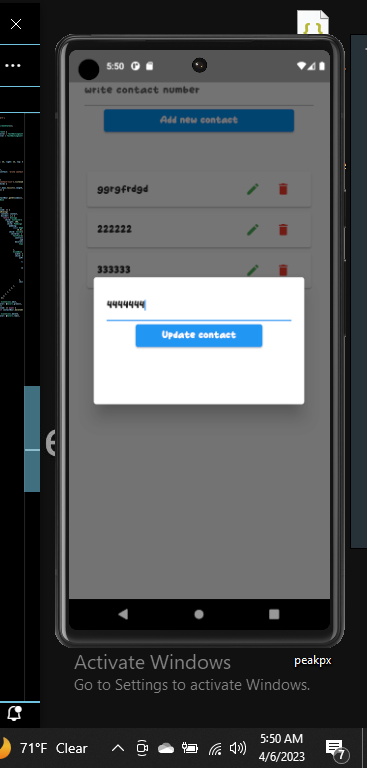 5:50
write contact number
Add new contact
ggrgfrdgd
222222
333333
4444444
Update contact
Activate Windows
Go to Settings to activate Windows.
peakpx
71°F Clear
5:50 AM
4/6/2023
7